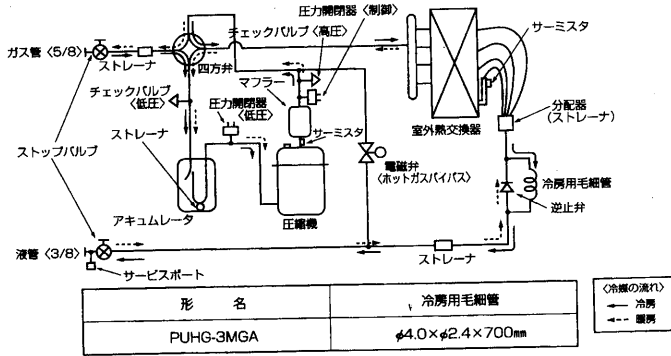 ガス管〈5/8〉
ストレーナ
四方弁
チェックバルブ〈高圧〉
圧力開閉器〈制御〉
サーミスタ
マフラー
チェックバルブ
〈低圧〉
圧力開閉器
〈低圧〉
サーミスタ
室外熱交換器
分配器
(ストレーナ)
ストレーナ
ストップバルブ
電磁弁
〈ホットガスバイパス〉
冷房用毛細管
逆止弁
アキュムレータ
圧縮機
液管〈3/8〉
ストレーナ
サービスポート
形 名
冷房用毛細管
PUHG-3MGA
φ4.0×φ2.4×700mm
〈冷媒の流れ〉
冷房
暖房